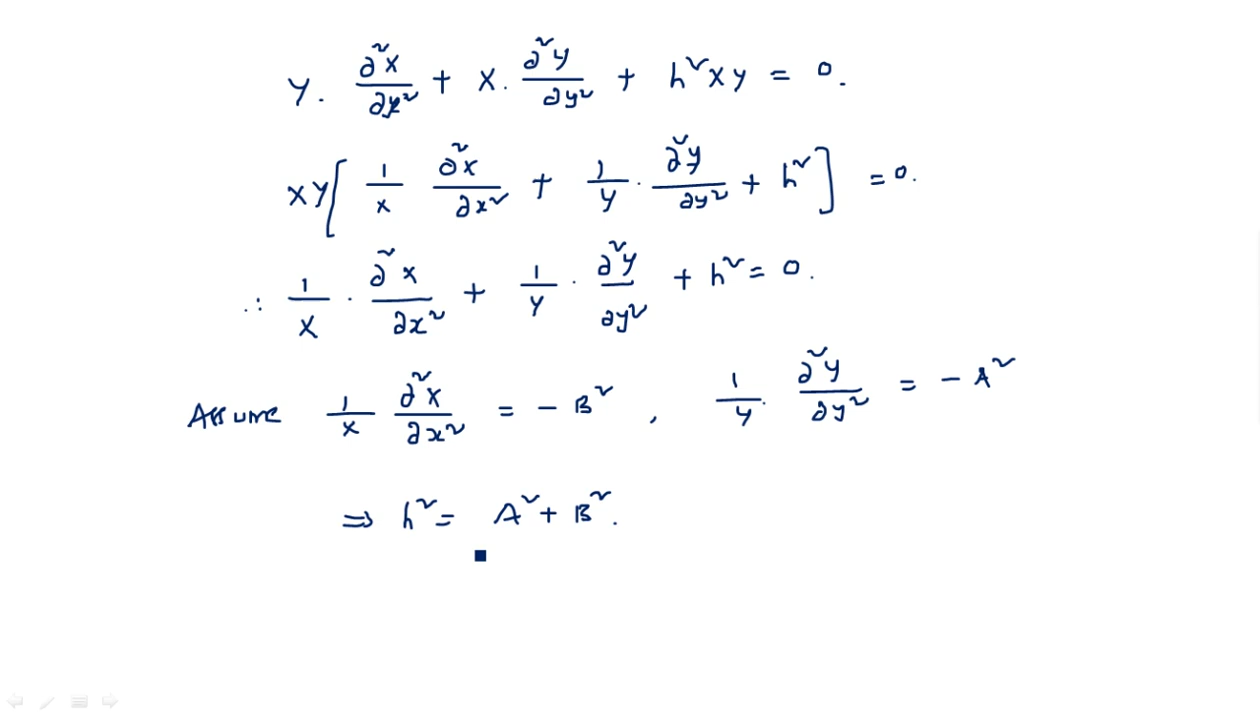 Y. ∂²X/∂x² + X. ∂²Y/∂y² + h²XY = 0.
XY[ 1/X ∂²X/∂x² + 1/Y . ∂²Y/∂y² + h² ] = 0.
∴ 1/X . ∂²X/∂x² + 1/Y . ∂²Y/∂y² + h² = 0.
Assume 1/X ∂²X/∂x² = - B² , 1/Y . ∂²Y/∂y² = - A²
⇒ h² = A² + B².